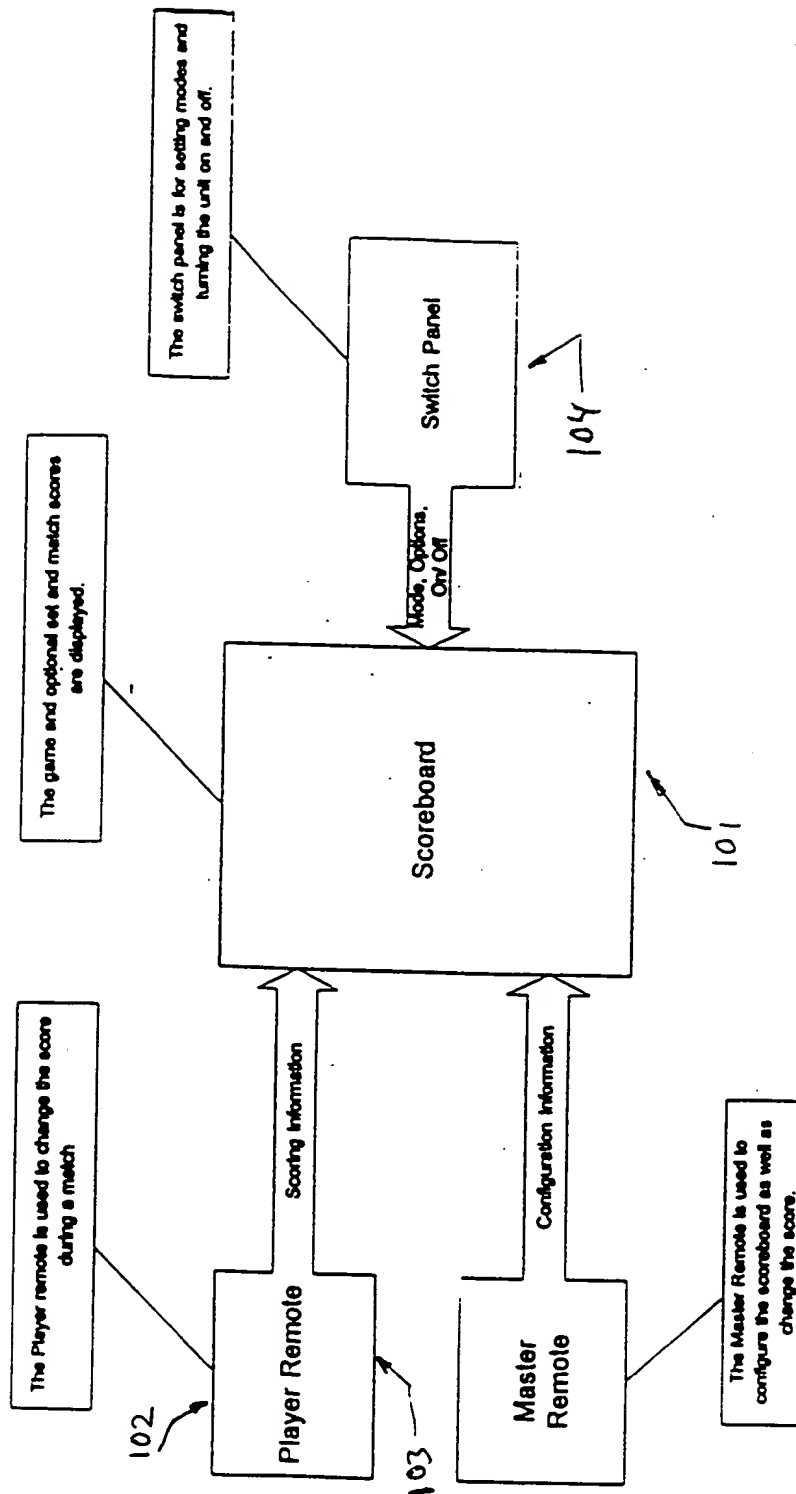 The Player remote is used to change the score
during a match
The game and optional set and match scores
are displayed.
The switch panel is for setting modes and
turning the unit on and off.
102
Player Remote
103
Scoring Information
Scoreboard
101
Mode, Options,
On/ Off
Switch Panel
104
Master
Remote
Configuration Information
The Master Remote is used to
configure the scoreboard as well as
change the score.